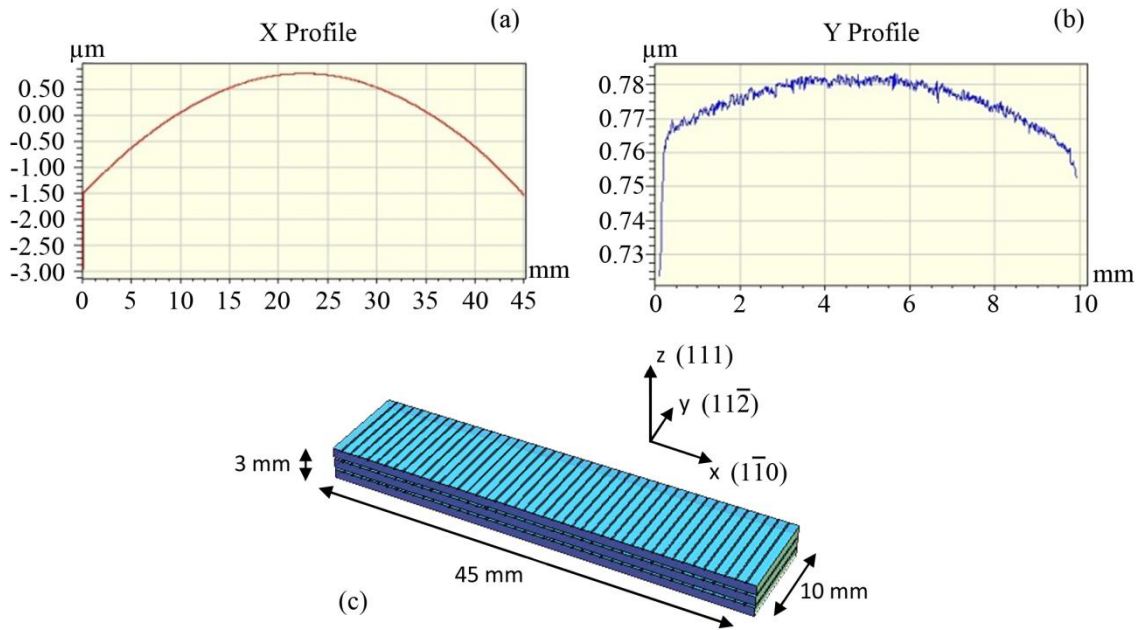 X Profile
(a)
µm
0.50
0.00
-0.50
-1.00
-1.50
-2.00
-2.50
-3.00
0 5 10 15 20 25 30 35 40 45
mm
Y Profile
(b)
µm
0.78
0.77
0.76
0.74
0.73
0 2 4 6 8 10
mm
z (111)
y (112̅)
x (11̅0)
3 mm
45 mm
10 mm
(c)